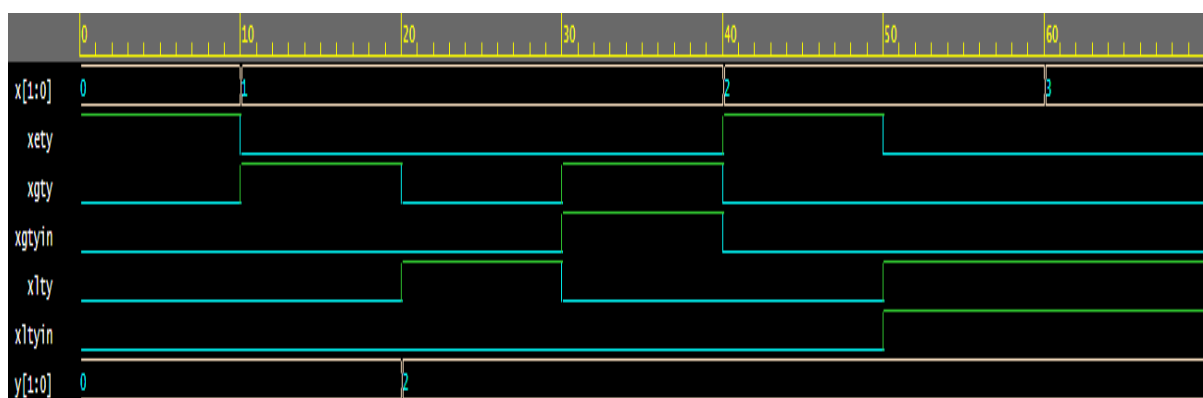 0 10 20 30 40 50 60
x[1:0] 0 1 2 3
xety
xgty
xgtyin
xlty
xltyin
y[1:0] 0 2